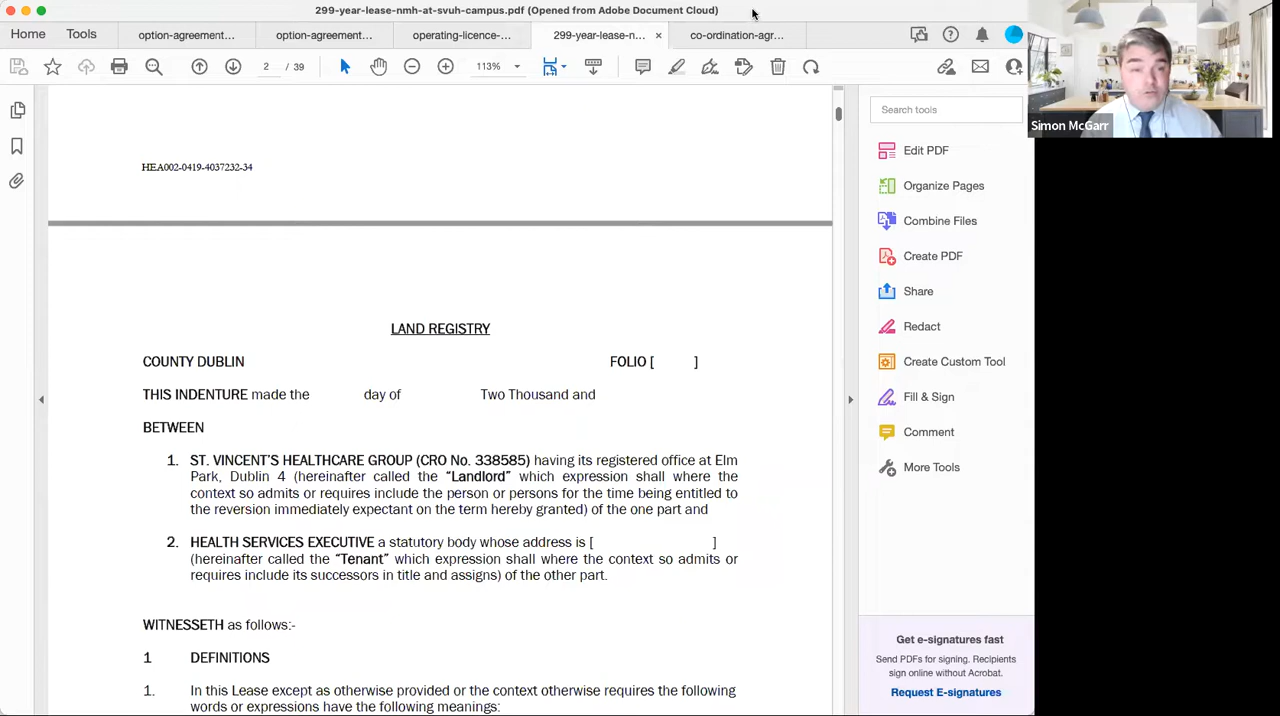 299-year-lease-nmh-at-svuh-campus.pdf (Opened from Adobe Document Cloud)
Home Tools option-agreement... option-agreement... operating-licence-... 299-year-lease-n... × co-ordination-agr...
2 / 39 113%
Simon McGarr
Search tools
HEA002-0419-4037232-34
LAND REGISTRY
COUNTY DUBLIN FOLIO [ ]
THIS INDENTURE made the day of Two Thousand and
BETWEEN
1. ST. VINCENT'S HEALTHCARE GROUP (CRO No. 338585) having its registered office at Elm
Park, Dublin 4 (hereinafter called the “Landlord” which expression shall where the
context so admits or requires include the person or persons for the time being entitled to
the reversion immediately expectant on the term hereby granted) of the one part and
2. HEALTH SERVICES EXECUTIVE a statutory body whose address is [ ]
(hereinafter called the “Tenant” which expression shall where the context so admits or
requires include its successors in title and assigns) of the other part.
WITNESSETH as follows:-
1 DEFINITIONS
1. In this Lease except as otherwise provided or the context otherwise requires the following
words or expressions have the following meanings:
Edit PDF
Organize Pages
Combine Files
Create PDF
Share
Redact
Create Custom Tool
Fill & Sign
Comment
More Tools
Get e-signatures fast
Send PDFs for signing. Recipients
sign online without Acrobat.
Request E-signatures